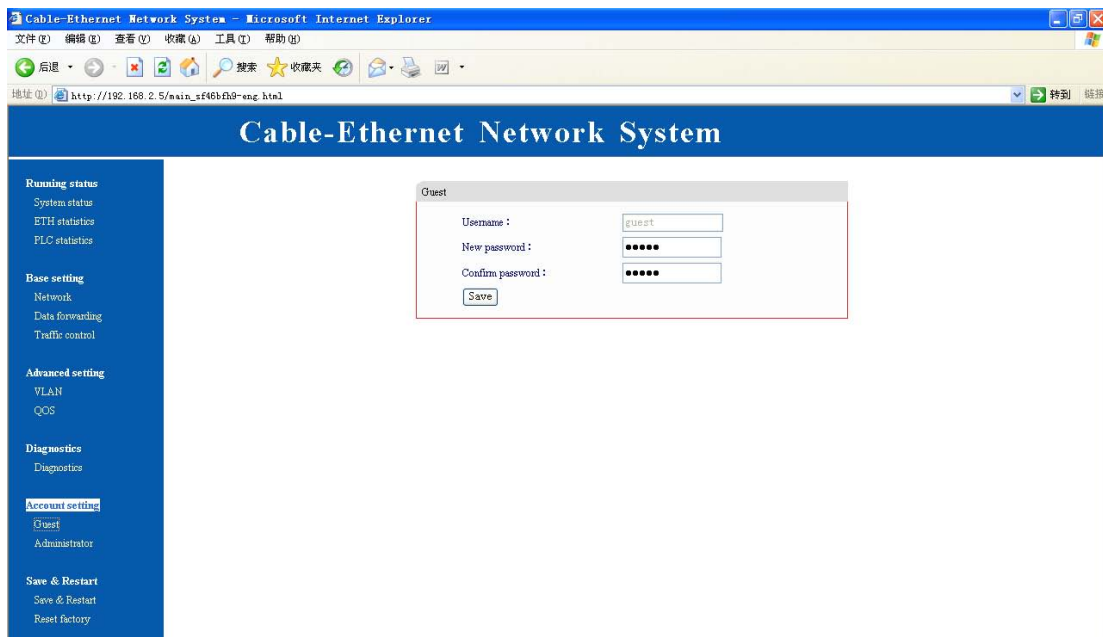 Cable-Ethernet Network System - Microsoft Internet Explorer
文件(F) 编辑(E) 查看(V) 收藏(A) 工具(T) 帮助(H)
后退 搜索 收藏夹
地址(D) http://192.168.2.5/main_sf46bfh9-eng.html 转到 链接
Cable-Ethernet Network System
Running status
System status
ETH statistics
PLC statistics
Base setting
Network
Data forwarding
Traffic control
Advanced setting
VLAN
QOS
Diagnostics
Diagnostics
Account setting
Guest
Administrator
Save & Restart
Save & Restart
Reset factory
Guest
Username： guest
New password： ●●●●●
Confirm password： ●●●●●
Save